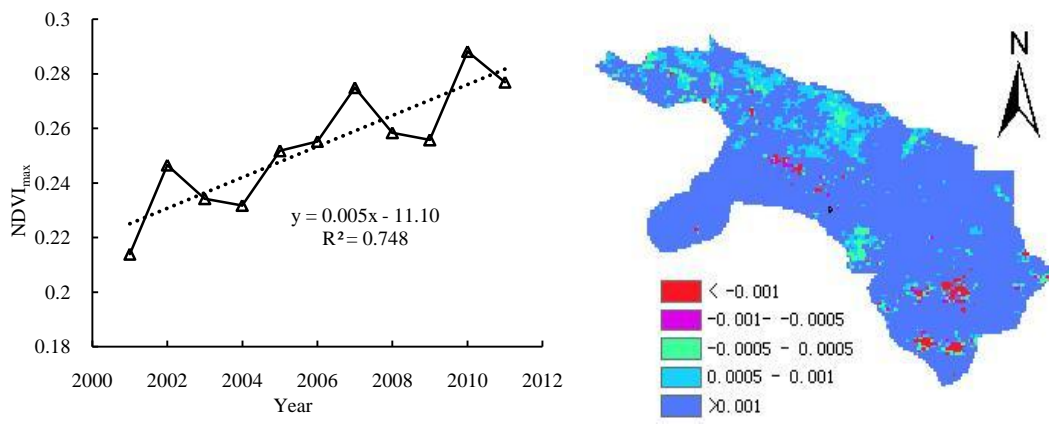 0.3
0.28
0.26
0.24
0.22
0.2
0.18
NDVImax
y = 0.005x - 11.10
R² = 0.748
2000 2002 2004 2006 2008 2010 2012
Year
N
< -0.001
-0.001- -0.0005
-0.0005 - 0.0005
0.0005 - 0.001
>0.001